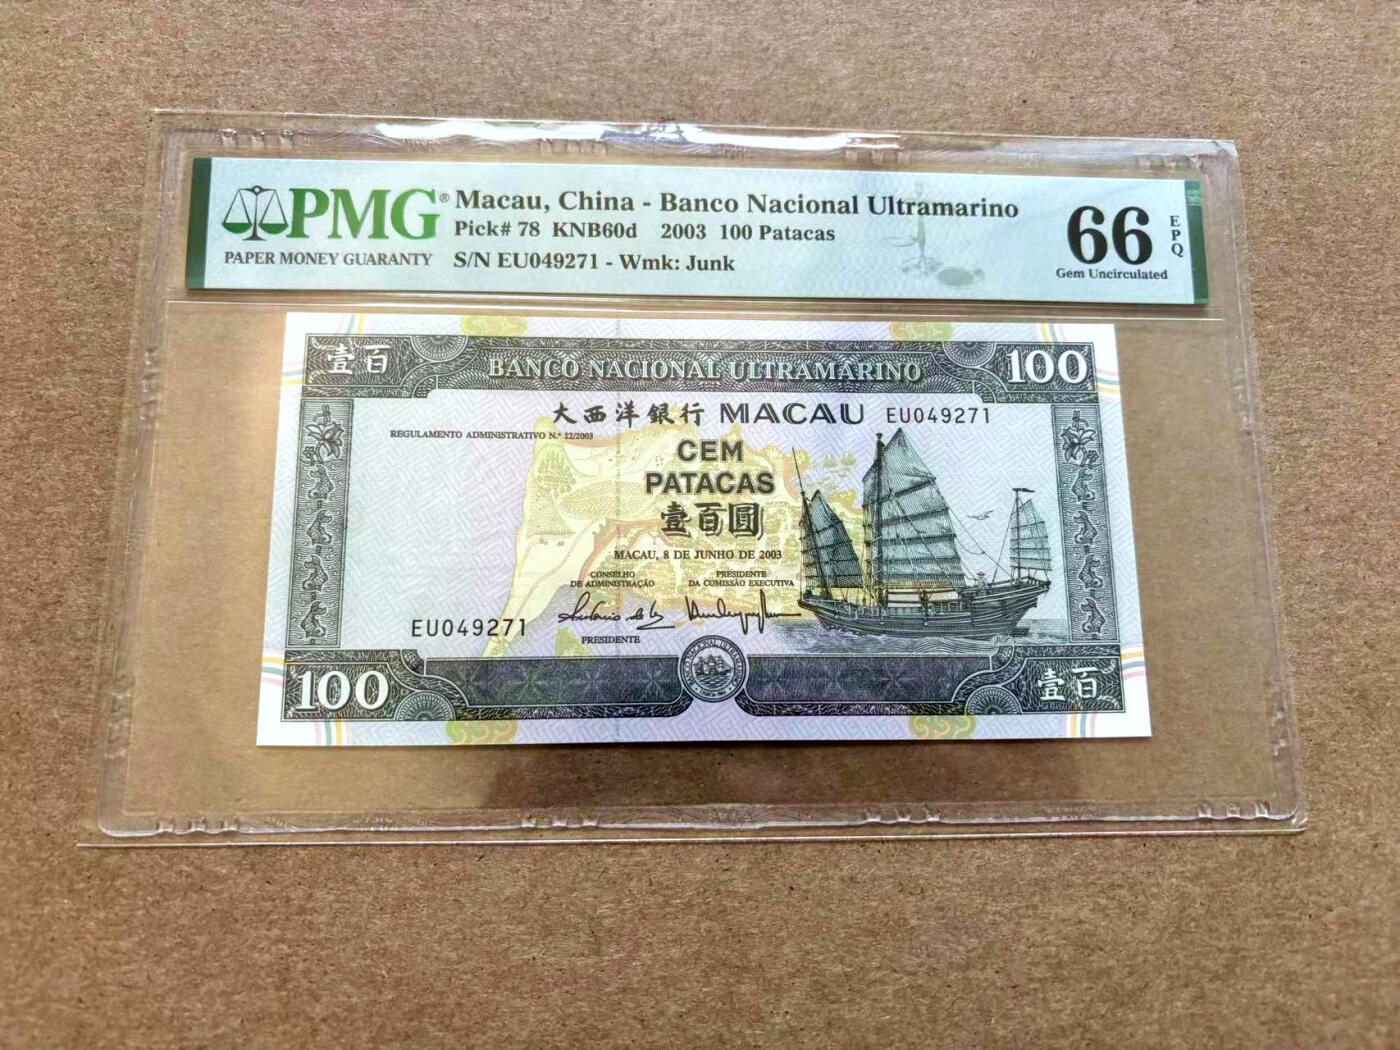 PMG®
PAPER MONEY GUARANTY
Macau, China - Banco Nacional Ultramarino
Pick# 78 KNB60d 2003 100 Patacas
S/N EU049271 - Wmk: Junk
66
EPQ
Gem Uncirculated
壹百
BANCO NACIONAL ULTRAMARINO
100
大西洋銀行 MACAU EU049271
REGULAMENTO ADMINISTRATIVO N.º 12/2003
CEM
PATACAS
壹百圓
MACAU, 8 DE JUNHO DE 2003
CONSELHO
DE ADMINISTRAÇÃO
PRESIDENTE
DA COMISSÃO EXECUTIVA
EU049271
PRESIDENTE
BANCO NACIONAL ULTRAMARINO
100
壹百